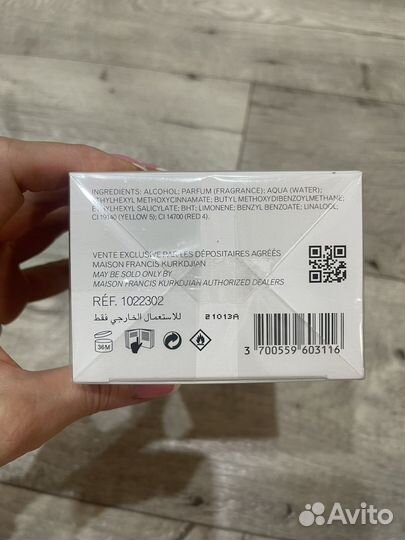 INGREDIENTS: ALCOHOL; PARFUM (FRAGRANCE); AQUA (WATER);
ETHYLHEXYL METHOXYCINNAMATE; BUTYL METHOXYDIBENZOYLMETHANE;
ETHYLHEXYL SALICYLATE; BHT; LIMONENE; BENZYL BENZOATE; LINALOOL;
CI 19140 (YELLOW 5); CI 14700 (RED 4).
VENTE EXCLUSIVE PAR LES DÉPOSITAIRES AGRÉÉS
MAISON FRANCIS KURKDJIAN
MAY BE SOLD ONLY BY
MAISON FRANCIS KURKDJIAN AUTHORIZED DEALERS
RÉF. 1022302
للاستعمال الخارجي فقط
21013A
36M
3 700559 603116
Avito